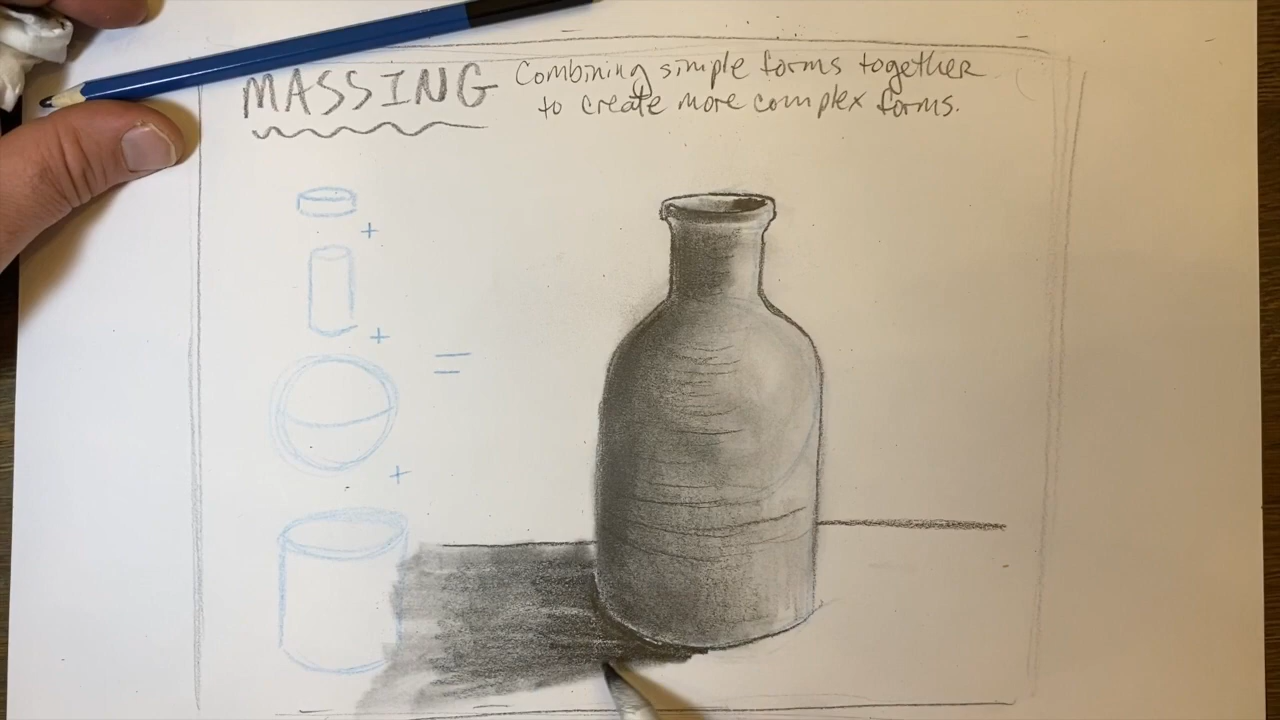 MASSING
Combining simple forms together
to create more complex forms.
+
+
=
+